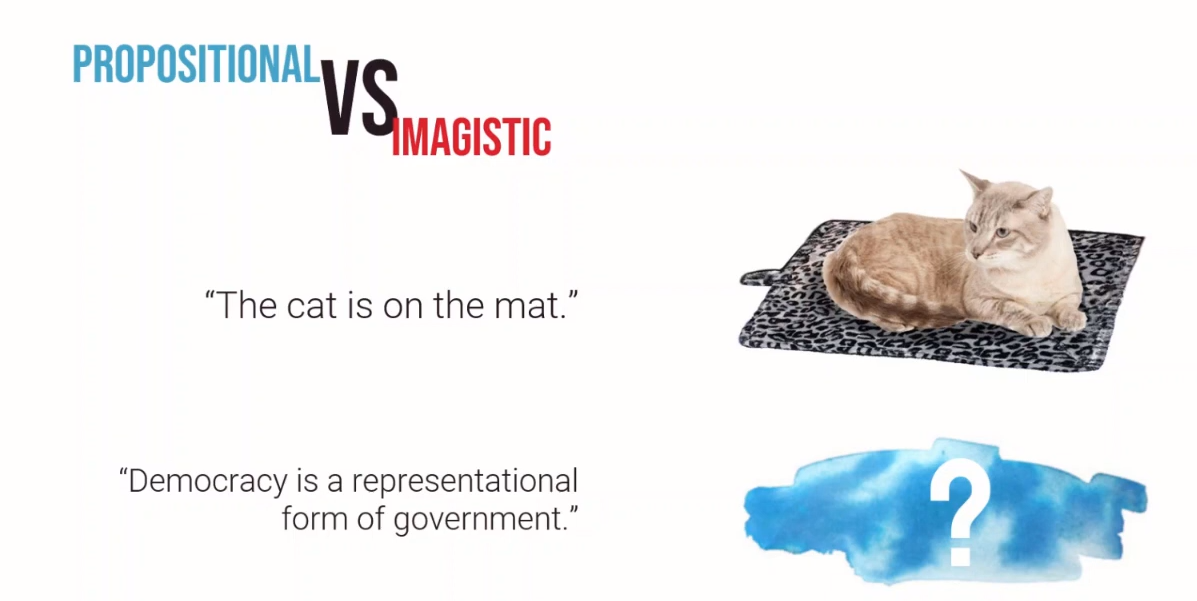 PROPOSITIONAL
VS
IMAGISTIC
“The cat is on the mat.”
“Democracy is a representational
form of government.”
?